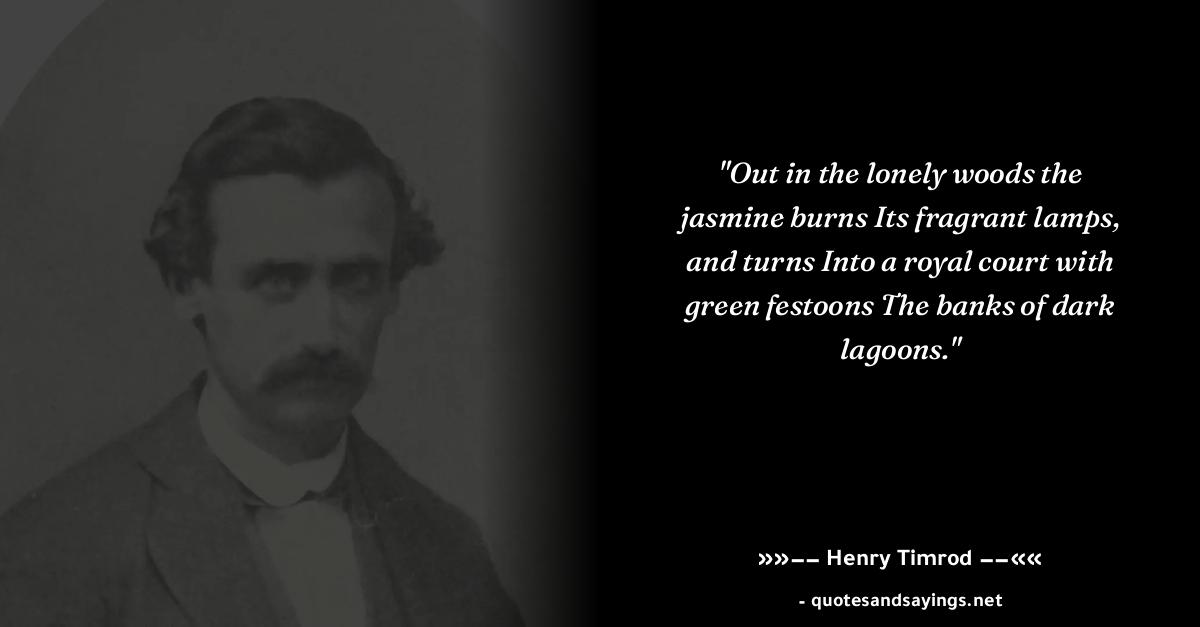 "Out in the lonely woods the
jasmine burns Its fragrant lamps,
and turns Into a royal court with
green festoons The banks of dark
lagoons."
»»−− Henry Timrod −−««
- quotesandsayings.net